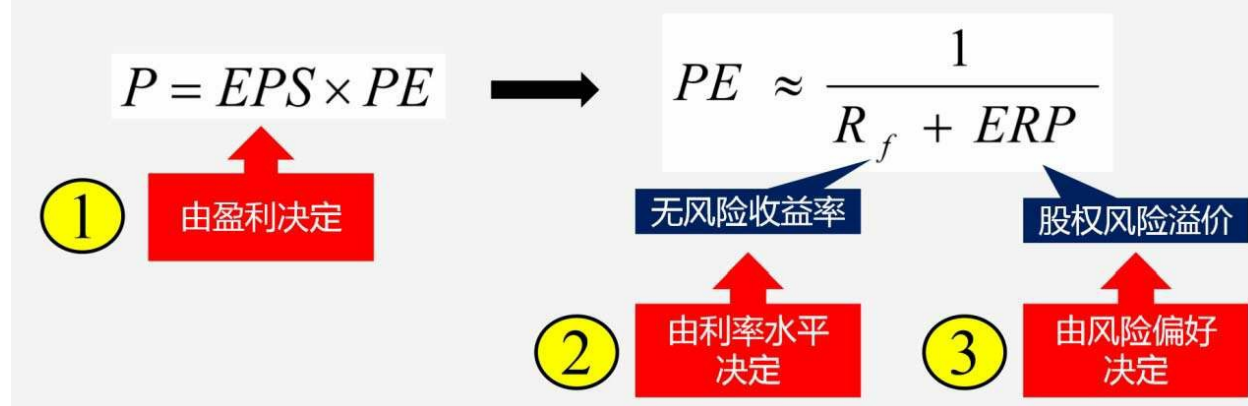 P = EPS × PE
PE ≈ 1 / (R_f + ERP)
1
由盈利决定
无风险收益率
股权风险溢价
2
由利率水平
决定
3
由风险偏好
决定